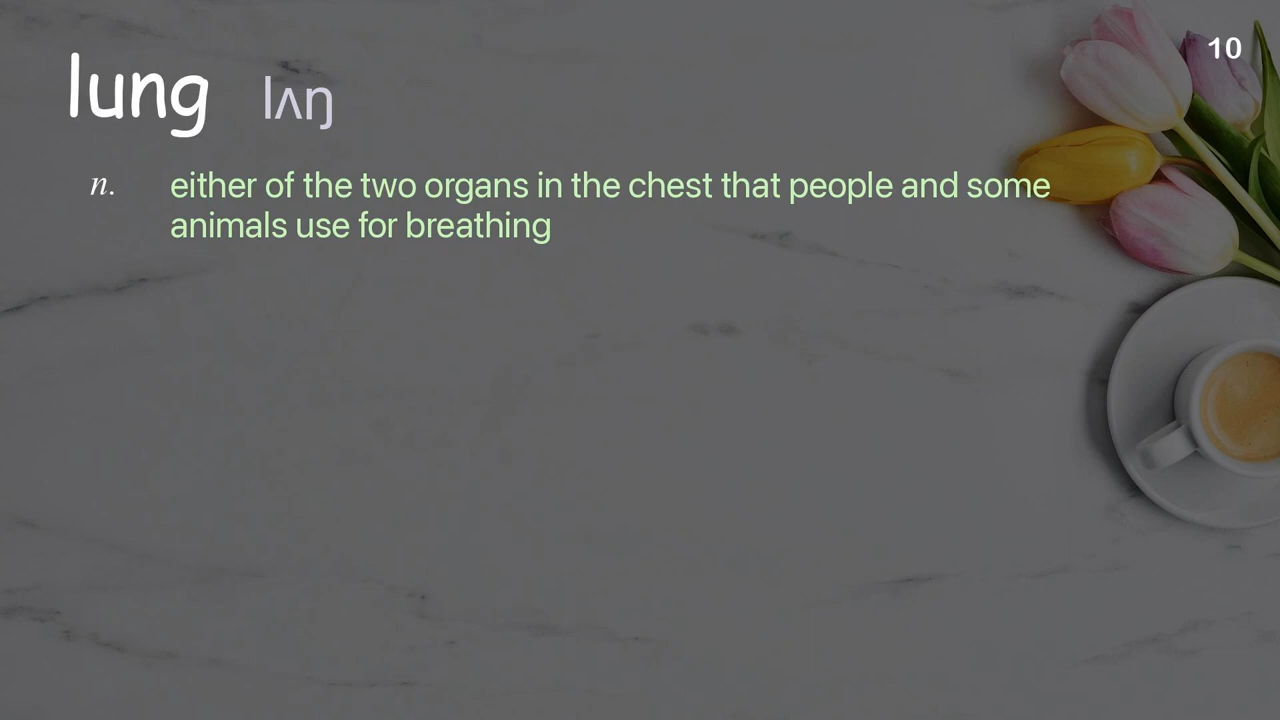 10
lung lʌŋ
n. either of the two organs in the chest that people and some
animals use for breathing